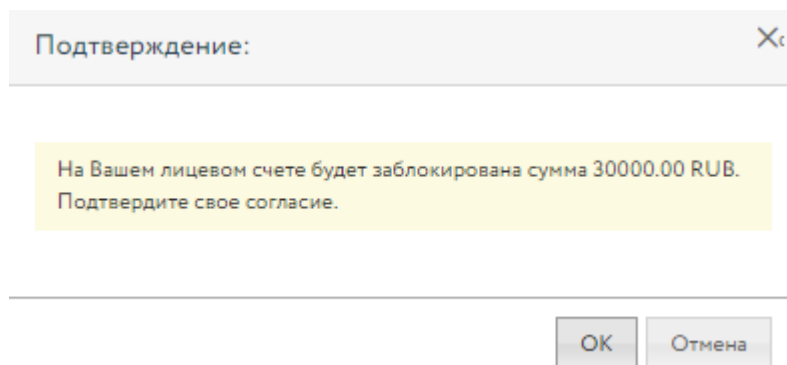 Подтверждение:
На Вашем лицевом счете будет заблокирована сумма 30000.00 RUB.
Подтвердите свое согласие.
OK Отмена